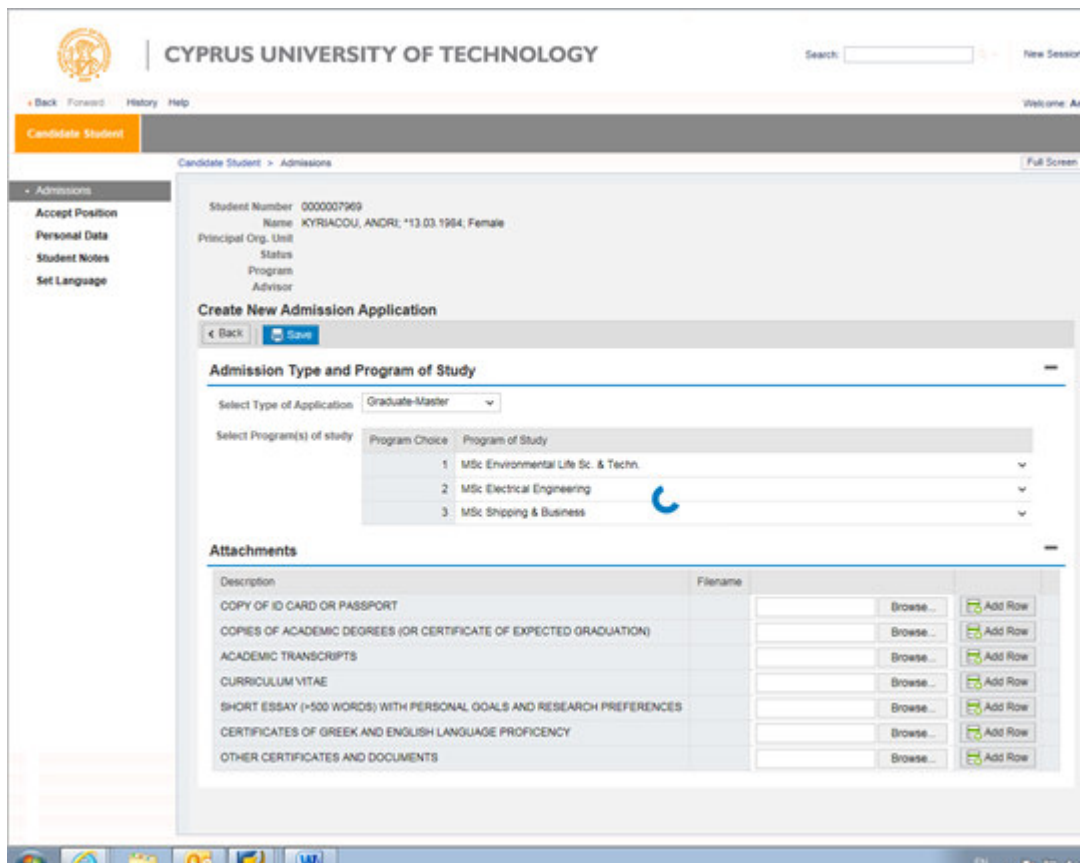 CYPRUS UNIVERSITY OF TECHNOLOGY
Search:
New Session
Back Forward History Help
Welcome: An
Candidate Student
Candidate Student > Admissions
Full Screen
Admissions
Accept Position
Personal Data
Student Notes
Set Language
Student Number 0000007969
Name KYRIACOU, ANDRI; *13.03.1984; Female
Principal Org. Unit
Status
Program
Advisor
Create New Admission Application
Back Save
Admission Type and Program of Study
Select Type of Application Graduate-Master
Select Program(s) of study Program Choice Program of Study
1 MSc Environmental Life Sc. & Techn.
2 MSc Electrical Engineering
3 MSc Shipping & Business
Attachments
Description Filename
COPY OF ID CARD OR PASSPORT Browse... Add Row
COPIES OF ACADEMIC DEGREES (OR CERTIFICATE OF EXPECTED GRADUATION) Browse... Add Row
ACADEMIC TRANSCRIPTS Browse... Add Row
CURRICULUM VITAE Browse... Add Row
SHORT ESSAY (>500 WORDS) WITH PERSONAL GOALS AND RESEARCH PREFERENCES Browse... Add Row
CERTIFICATES OF GREEK AND ENGLISH LANGUAGE PROFICENCY Browse... Add Row
OTHER CERTIFICATES AND DOCUMENTS Browse... Add Row
EN